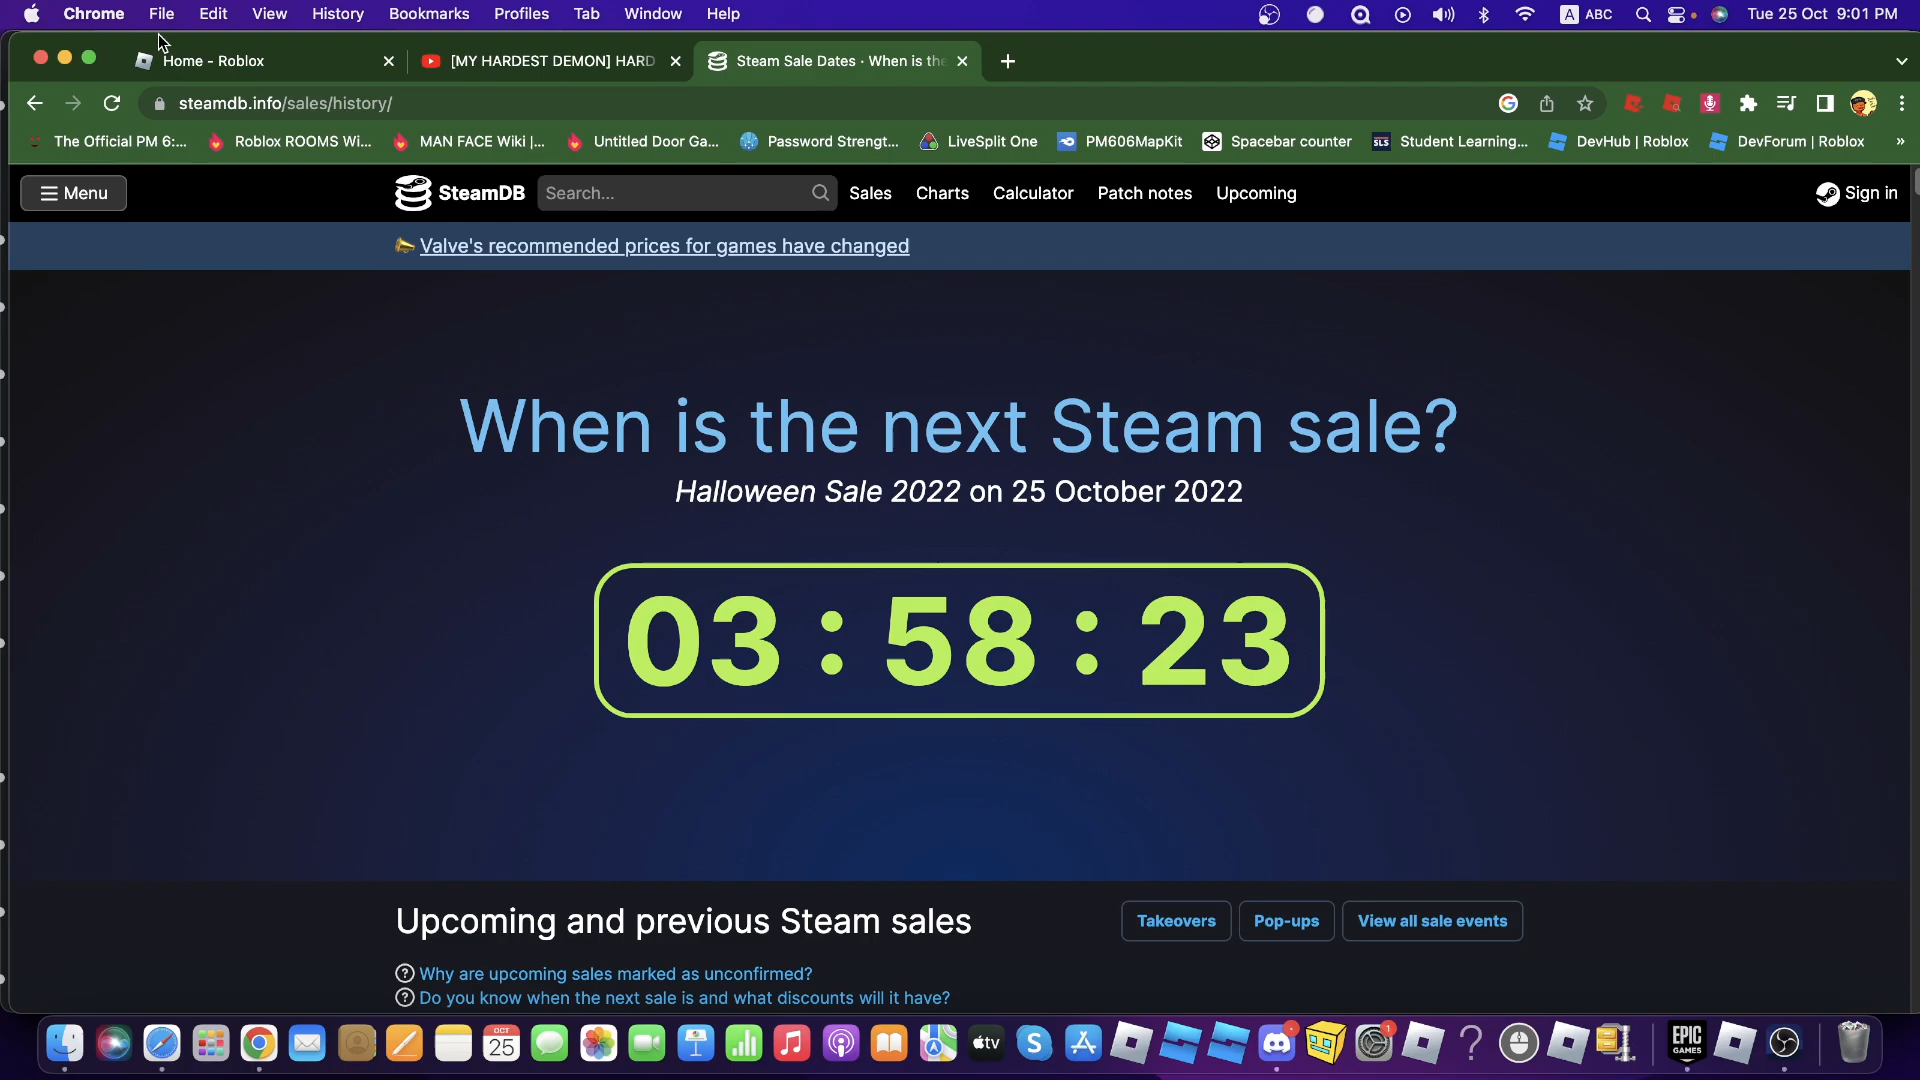 Chrome File Edit View History Bookmarks Profiles Tab Window Help A ABC Tue 25 Oct 9:01 PM
Home - Roblox [MY HARDEST DEMON] HARD Steam Sale Dates · When is the
steamdb.info/sales/history/
The Official PM 6:... Roblox ROOMS Wi... MAN FACE Wiki |... Untitled Door Ga... Password Strengt... LiveSplit One PM606MapKit Spacebar counter SLS Student Learning... DevHub | Roblox DevForum | Roblox »
Menu SteamDB Search... Sales Charts Calculator Patch notes Upcoming Sign in
Valve's recommended prices for games have changed
When is the next Steam sale?
Halloween Sale 2022 on 25 October 2022
03 : 58 : 23
Upcoming and previous Steam sales Takeovers Pop-ups View all sale events
? Why are upcoming sales marked as unconfirmed?
? Do you know when the next sale is and what discounts will it have?
OCT 25 tv S 1 ? EPIC GAMES